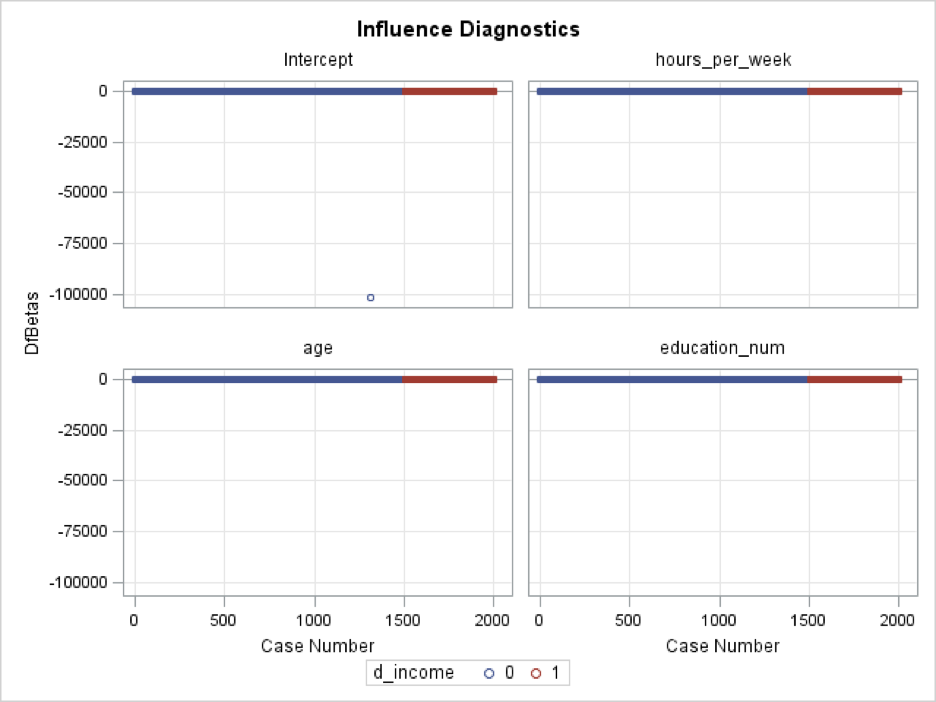 Influence Diagnostics
Intercept
hours_per_week
0
-25000
-50000
-75000
-100000
DfBetas
age
education_num
0
-25000
-50000
-75000
-100000
0 500 1000 1500 2000
0 500 1000 1500 2000
Case Number
Case Number
d_income 0 1